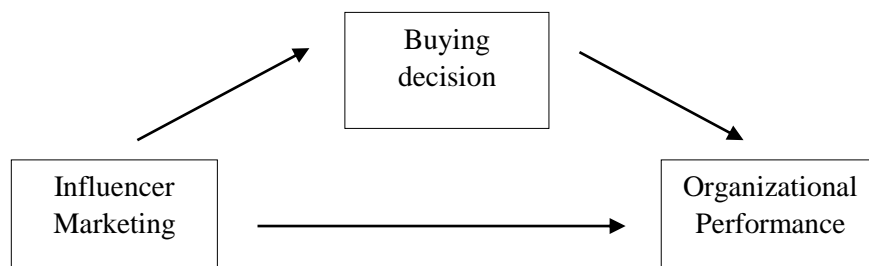 Buying
decision
Influencer
Marketing
Organizational
Performance